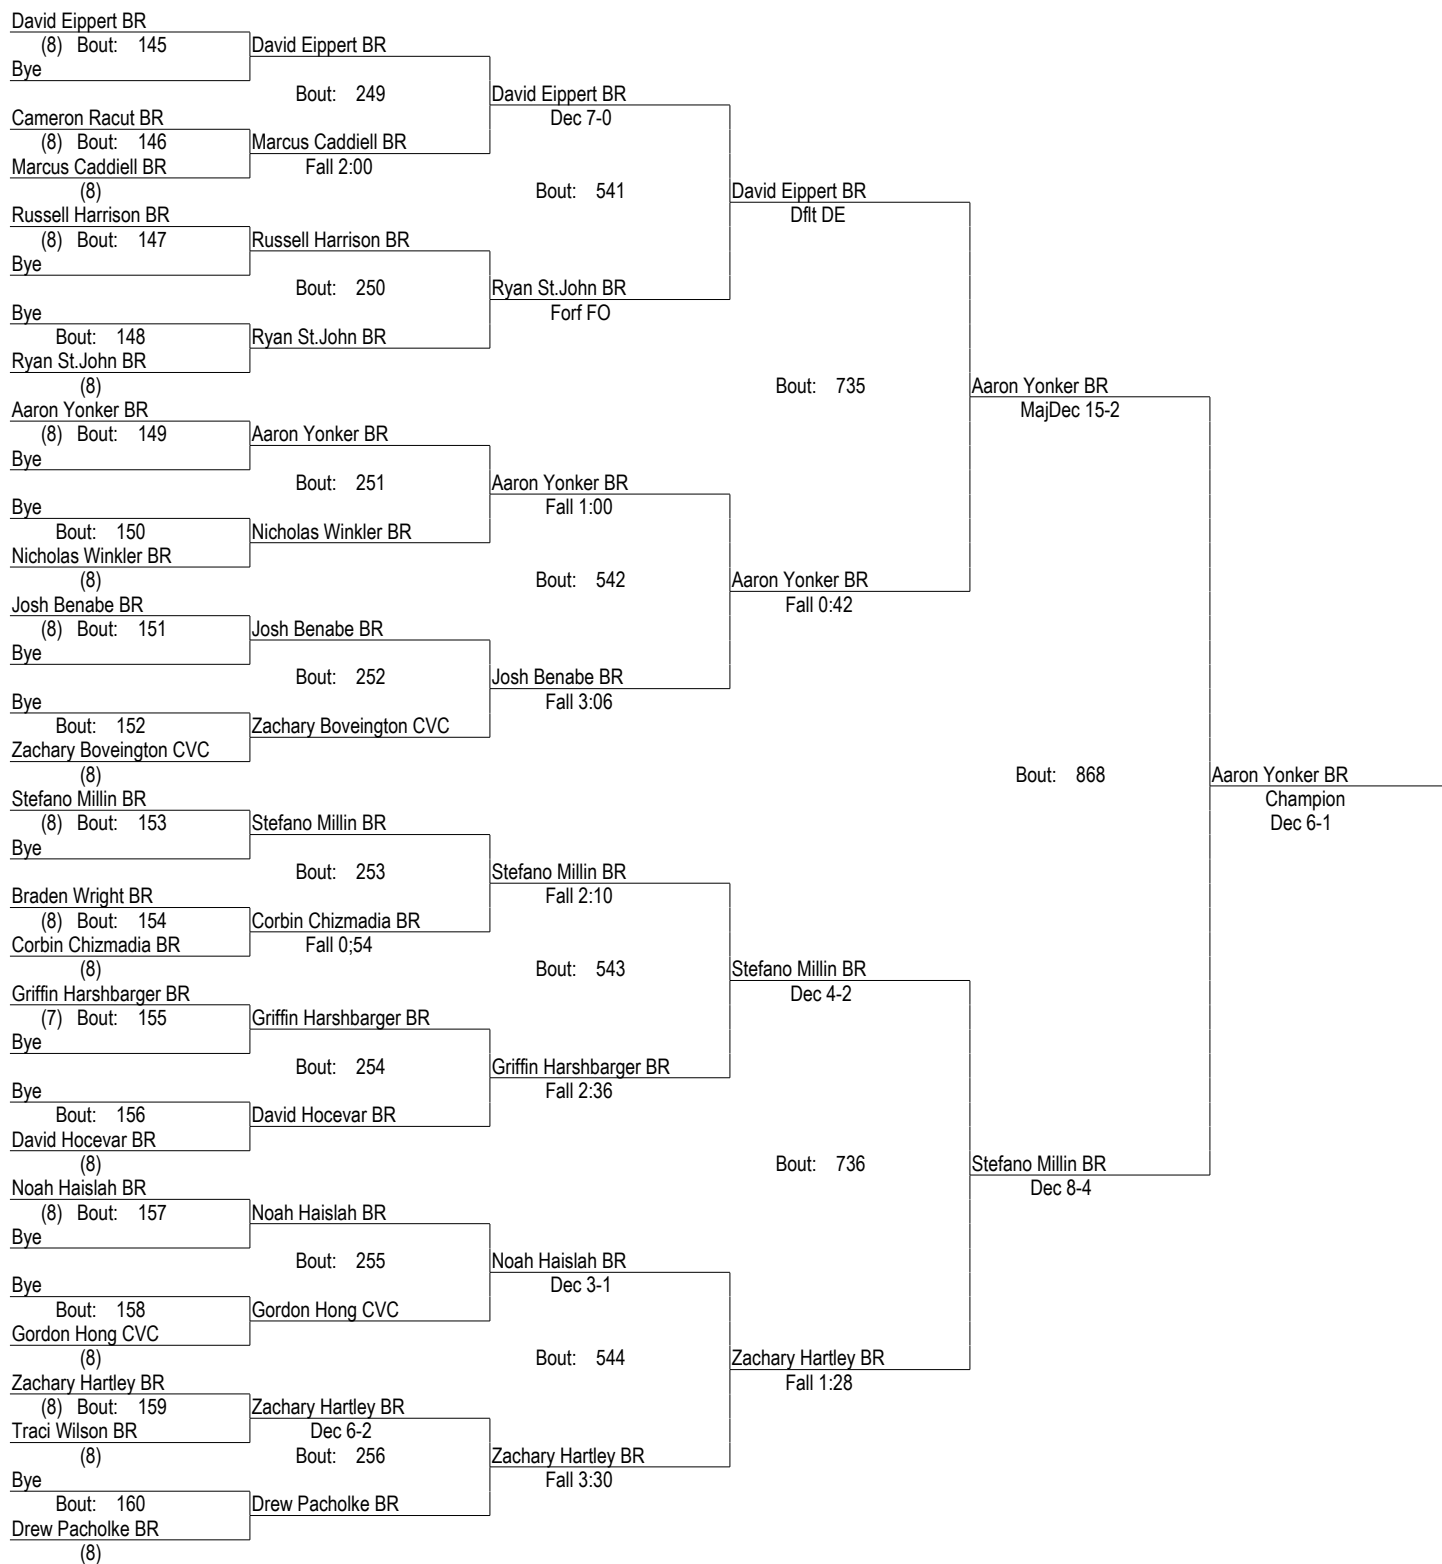 David Eippert BR
(8) Bout: 145
Bye
David Eippert BR
Bout: 249
Cameron Racut BR
(8) Bout: 146
Marcus Caddiell BR
(8)
Marcus Caddiell BR
Fall 2:00
David Eippert BR
Dec 7-0
Bout: 541
Russell Harrison BR
(8) Bout: 147
Bye
Russell Harrison BR
Bout: 250
Bye
Bout: 148
Ryan St.John BR
(8)
Ryan St.John BR
Ryan St.John BR
Forf FO
David Eippert BR
Dflt DE
Bout: 735
Aaron Yonker BR
(8) Bout: 149
Bye
Aaron Yonker BR
Bout: 251
Bye
Bout: 150
Nicholas Winkler BR
(8)
Nicholas Winkler BR
Aaron Yonker BR
Fall 1:00
Bout: 542
Josh Benabe BR
(8) Bout: 151
Bye
Josh Benabe BR
Bout: 252
Bye
Bout: 152
Zachary Boveington CVC
(8)
Zachary Boveington CVC
Josh Benabe BR
Fall 3:06
Aaron Yonker BR
Fall 0:42
Aaron Yonker BR
MajDec 15-2
Bout: 868
Stefano Millin BR
(8) Bout: 153
Bye
Stefano Millin BR
Bout: 253
Braden Wright BR
(8) Bout: 154
Corbin Chizmadia BR
(8)
Corbin Chizmadia BR
Fall 0;54
Stefano Millin BR
Fall 2:10
Bout: 543
Griffin Harshbarger BR
(7) Bout: 155
Bye
Griffin Harshbarger BR
Bout: 254
Bye
Bout: 156
David Hocevar BR
(8)
David Hocevar BR
Griffin Harshbarger BR
Fall 2:36
Stefano Millin BR
Dec 4-2
Bout: 736
Noah Haislah BR
(8) Bout: 157
Bye
Noah Haislah BR
Bout: 255
Bye
Bout: 158
Gordon Hong CVC
(8)
Gordon Hong CVC
Noah Haislah BR
Dec 3-1
Bout: 544
Zachary Hartley BR
(8) Bout: 159
Traci Wilson BR
(8)
Zachary Hartley BR
Dec 6-2
Bout: 256
Bye
Bout: 160
Drew Pacholke BR
(8)
Drew Pacholke BR
Zachary Hartley BR
Fall 3:30
Zachary Hartley BR
Fall 1:28
Stefano Millin BR
Dec 8-4
Aaron Yonker BR
Champion
Dec 6-1